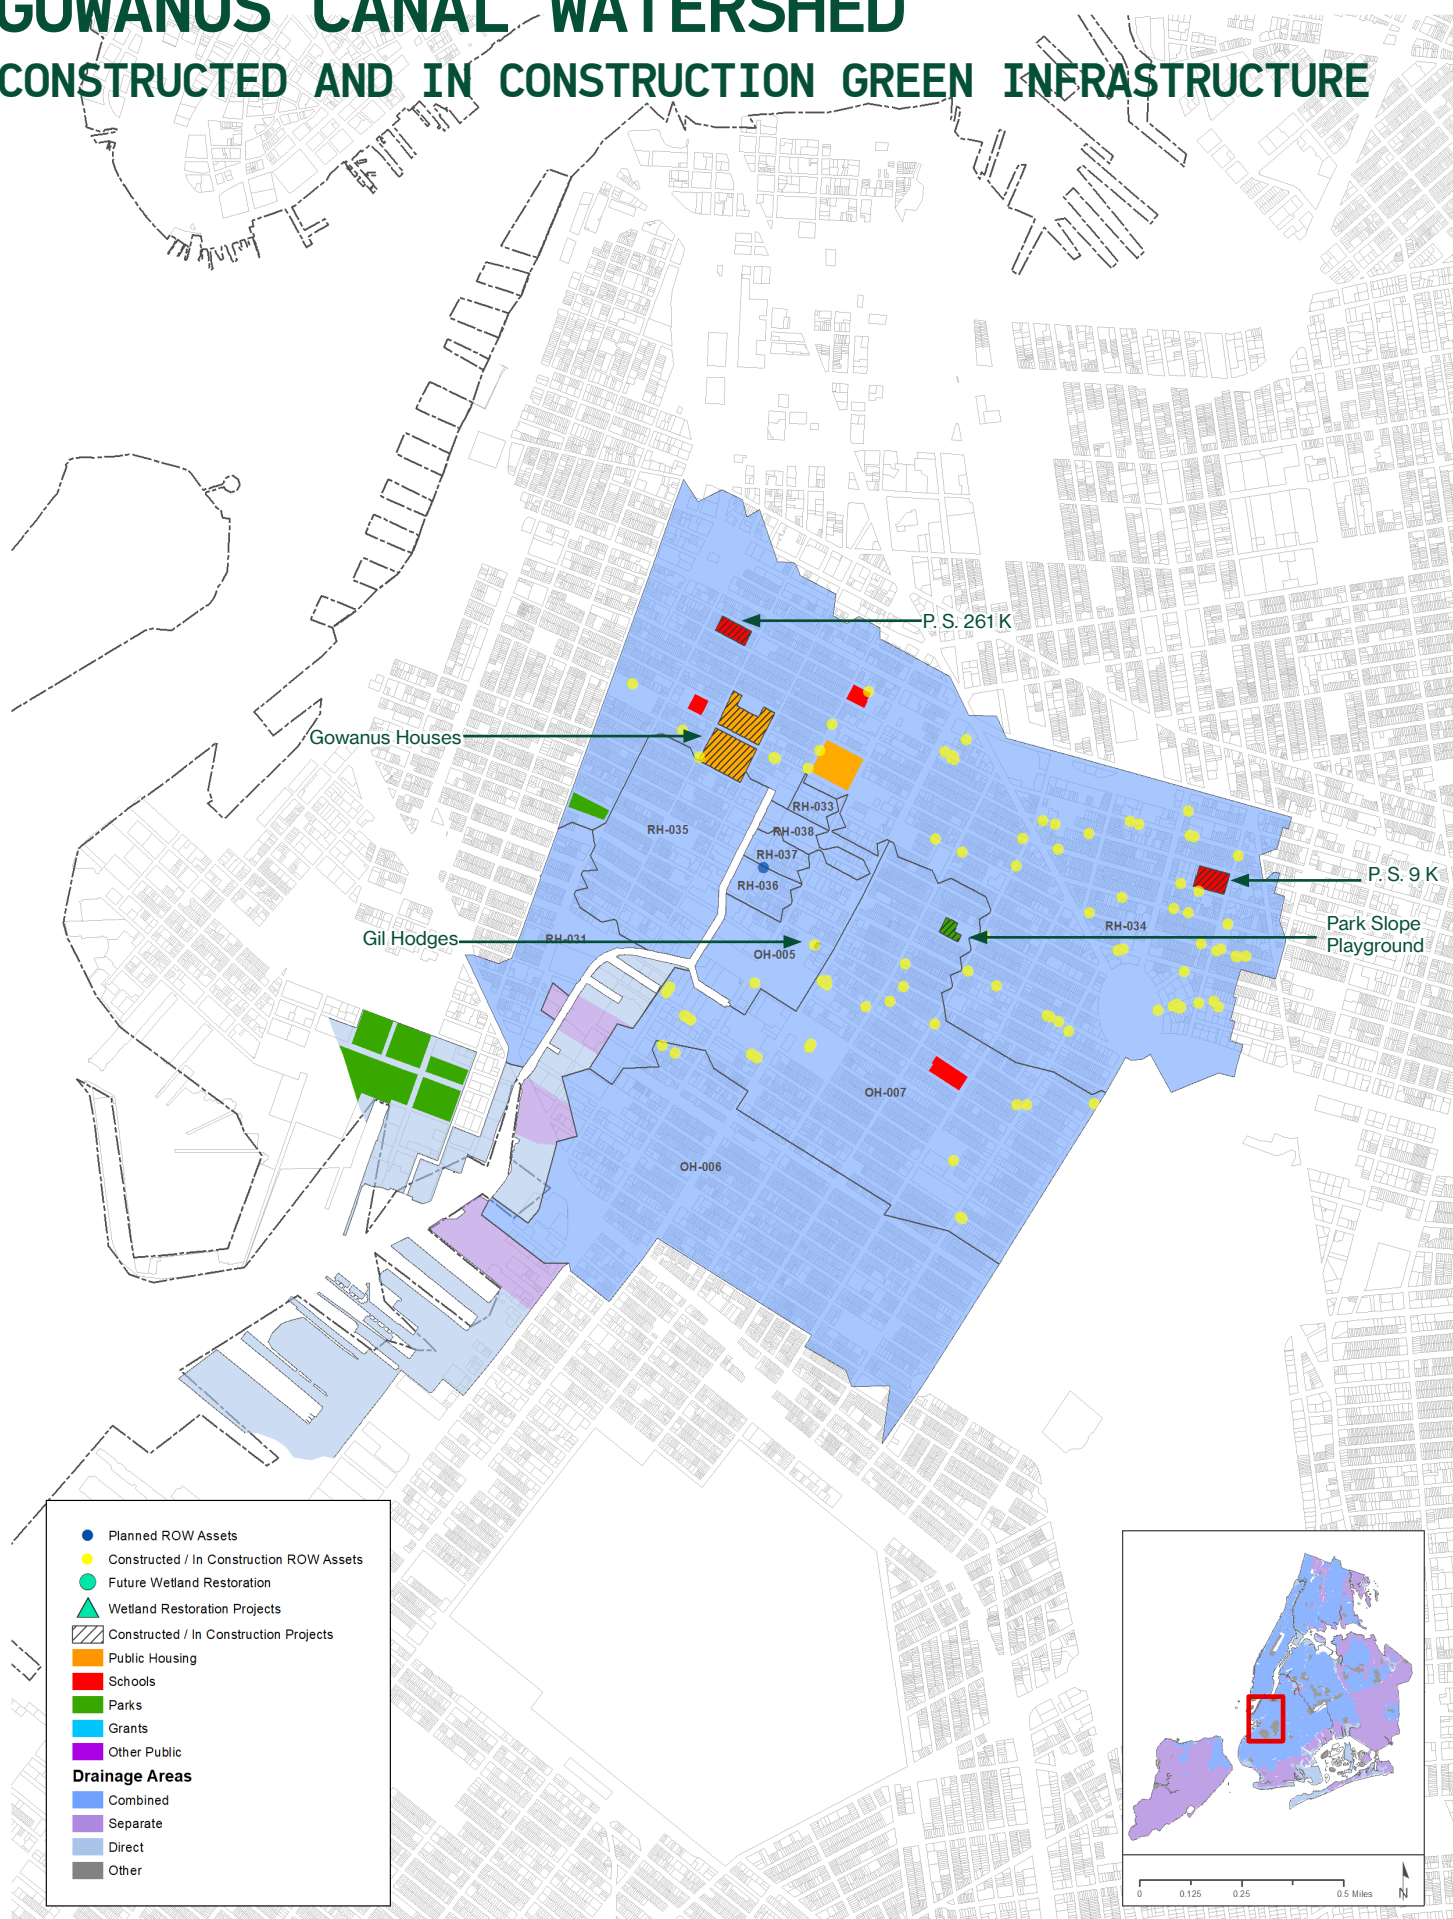 GOWANUS CANAL WATERSHED
CONSTRUCTED AND IN CONSTRUCTION GREEN INFRASTRUCTURE
P. S. 261 K
Gowanus Houses
RH-033
RH-035
RH-038
RH-037
RH-036
P. S. 9 K
Park Slope
Playground
RH-034
Gil Hodges
RH-031
OH-005
OH-007
OH-006
Planned ROW Assets
Constructed / In Construction ROW Assets
Future Wetland Restoration
Wetland Restoration Projects
Constructed / In Construction Projects
Public Housing
Schools
Parks
Grants
Other Public
Drainage Areas
Combined
Separate
Direct
Other
0 0.125 0.25 0.5 Miles
N